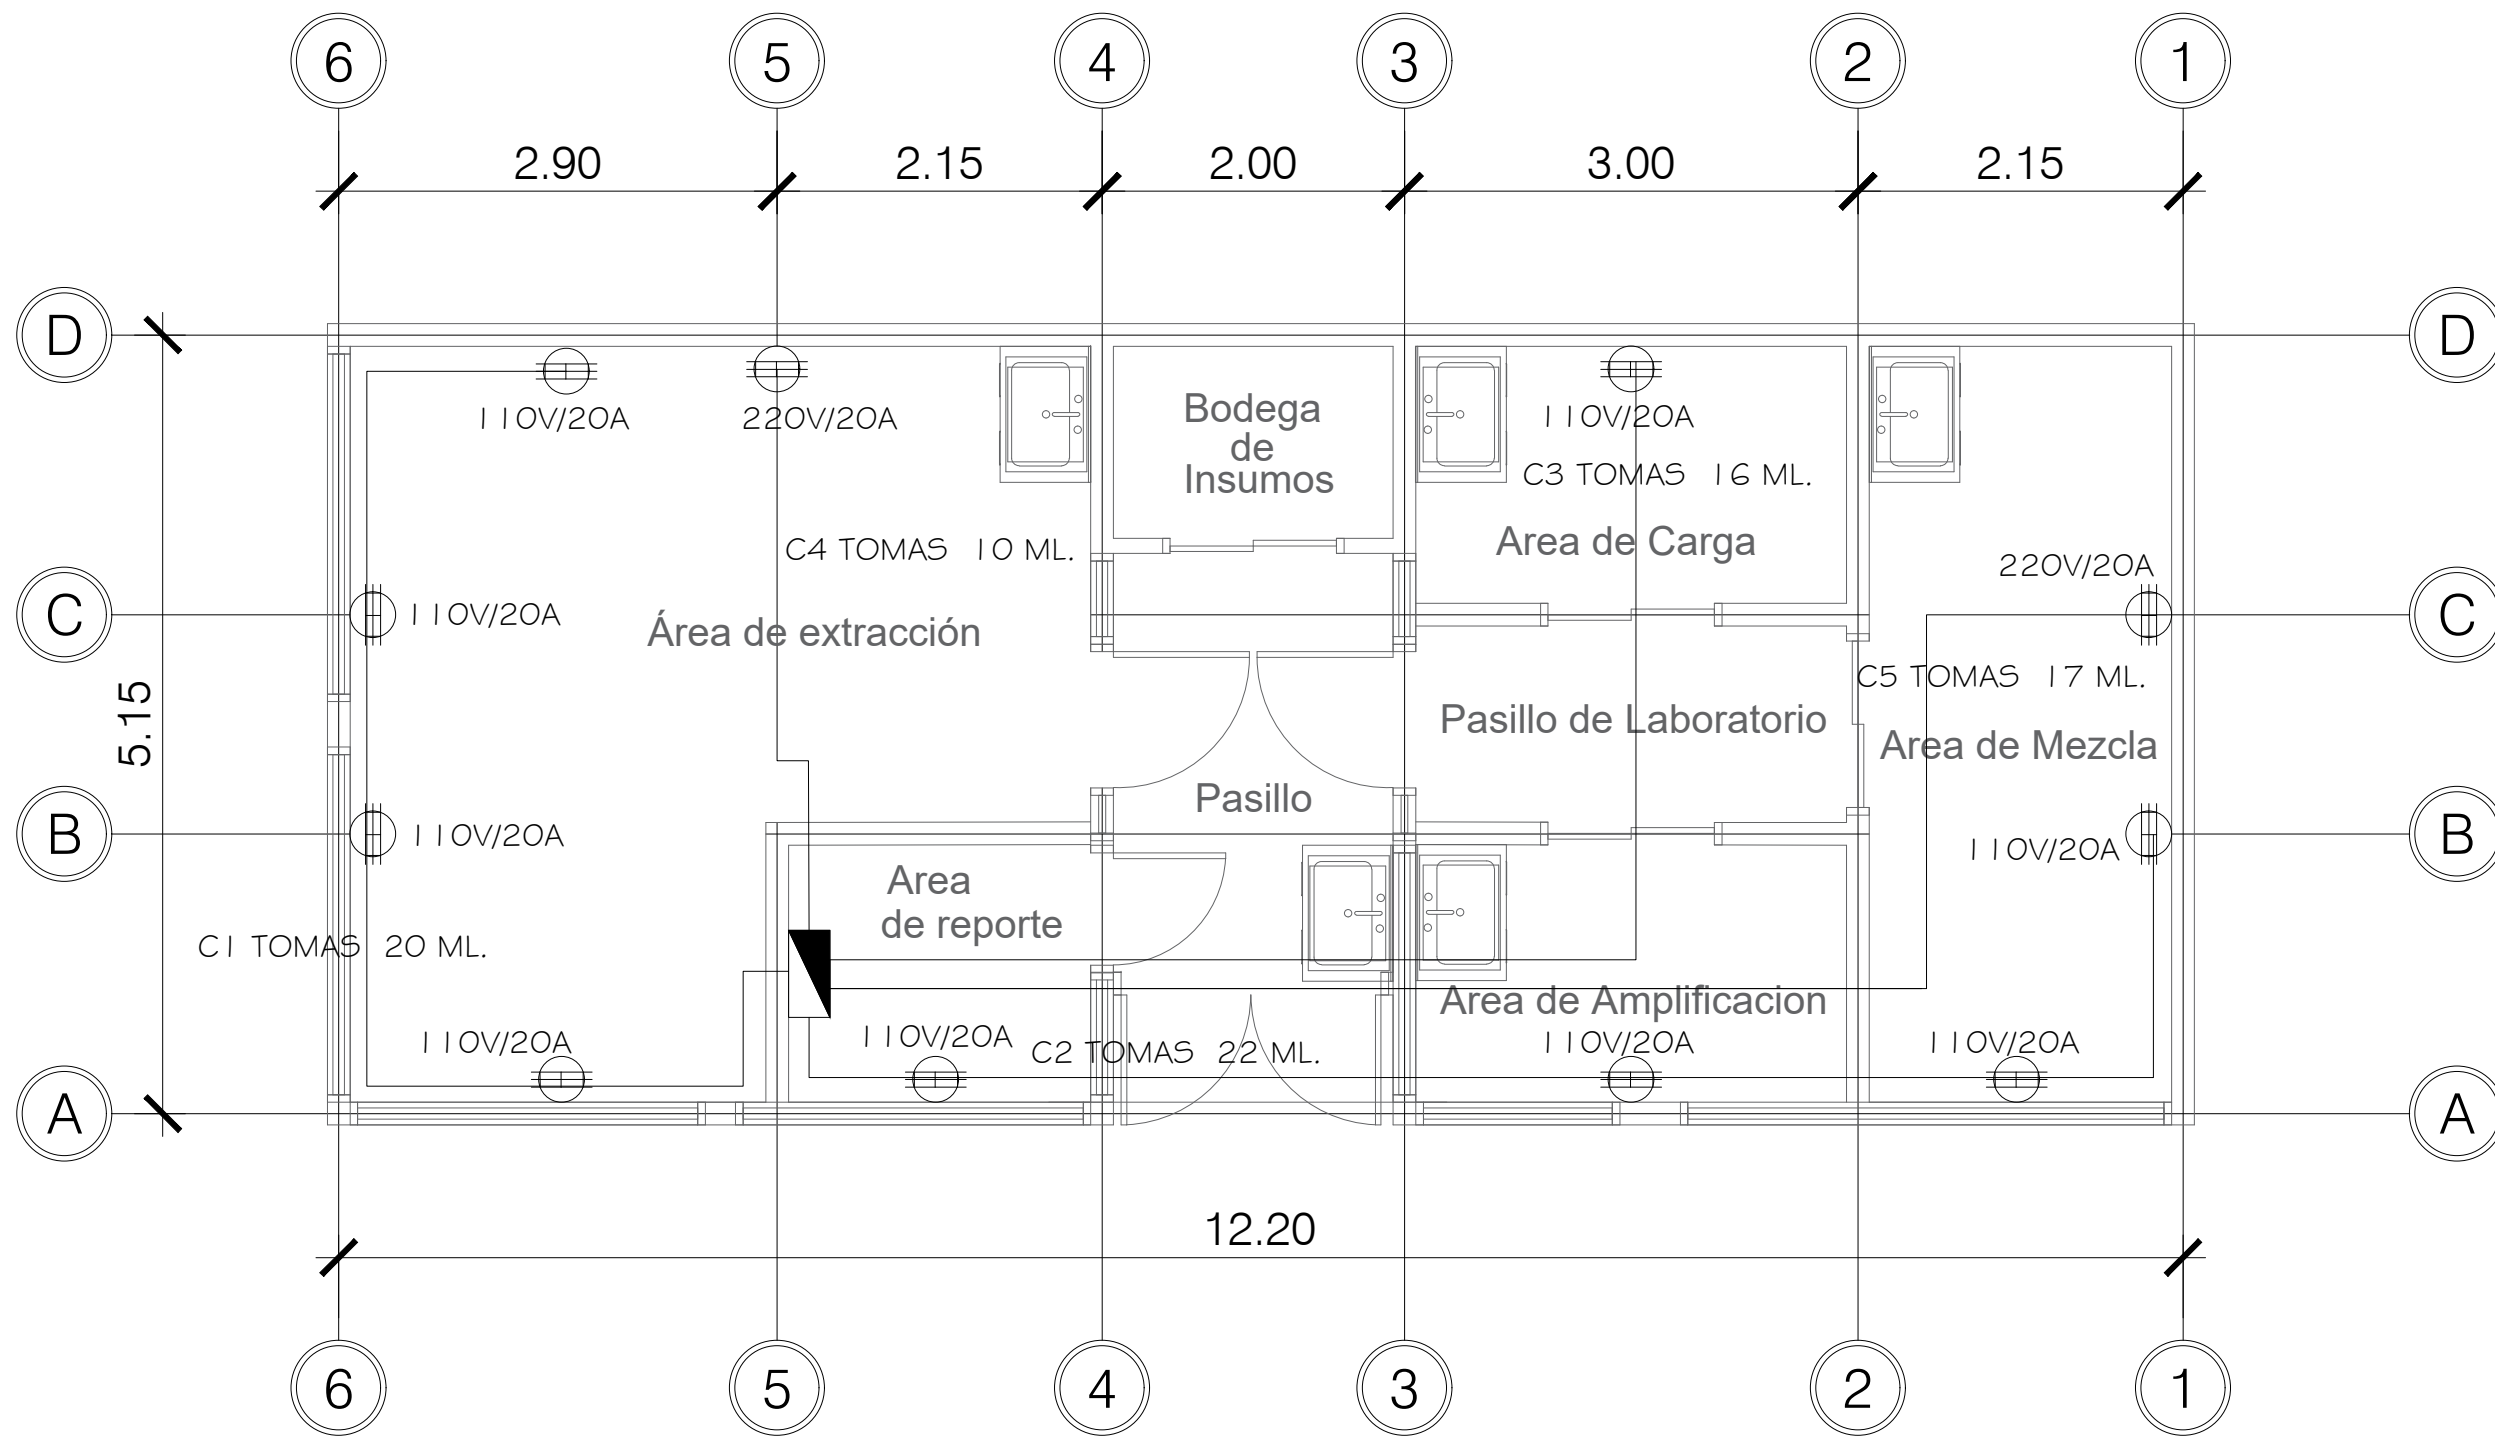 6 5 4 3 2 1
2.90 2.15 2.00 3.00 2.15
D D
110V/20A 220V/20A 110V/20A
Bodega
de
Insumos
C3 TOMAS 16 ML.
C4 TOMAS 10 ML.
Area de Carga
220V/20A
C 110V/20A C
Área de extracción
C5 TOMAS 17 ML.
5.15
Pasillo de Laboratorio
Area de Mezcla
Pasillo
B 110V/20A 110V/20A B
Area
de reporte
C1 TOMAS 20 ML.
Area de Amplificacion
110V/20A 110V/20A 110V/20A 110V/20A
C2 TOMAS 22 ML.
A A
12.20
6 5 4 3 2 1